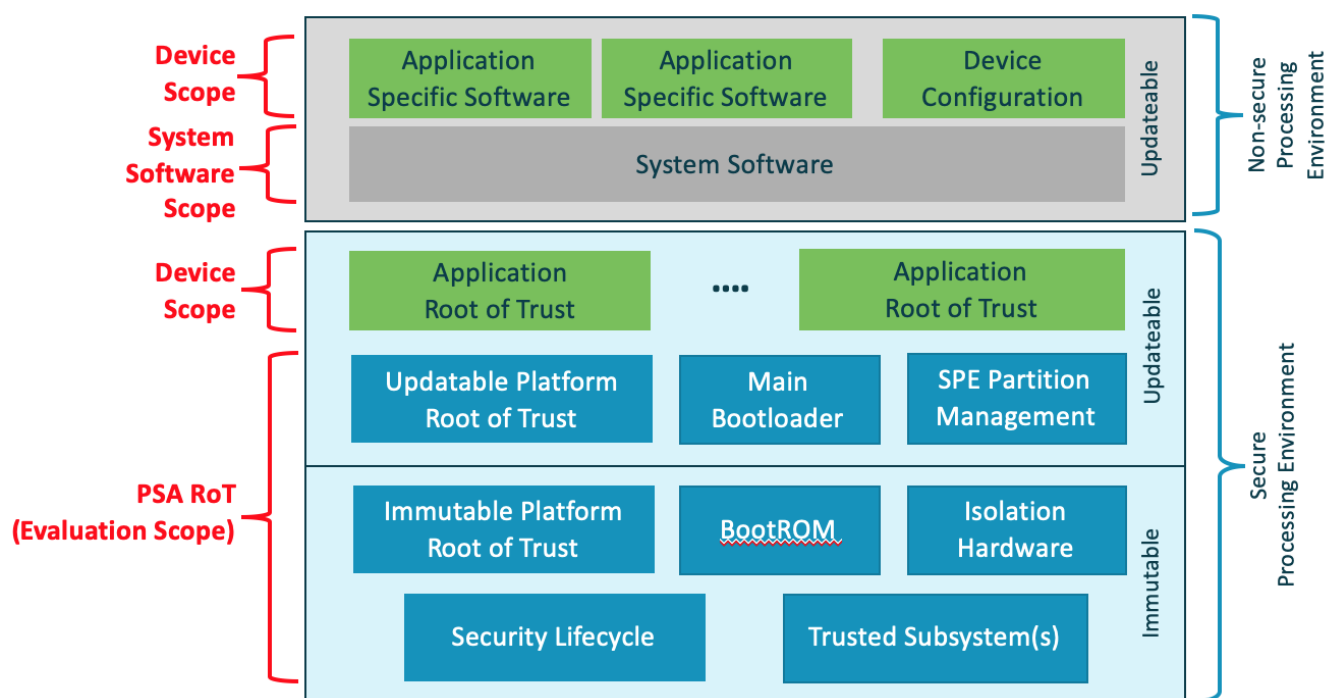 Device
Scope
Application
Specific Software
Application
Specific Software
Device
Configuration
Updateable
Non-secure
Processing
Environment
System
Software
Scope
System Software
Device
Scope
Application
Root of Trust
....
Application
Root of Trust
Updateable
Updatable Platform
Root of Trust
Main
Bootloader
SPE Partition
Management
Secure
Processing Environment
PSA RoT
(Evaluation Scope)
Immutable Platform
Root of Trust
BootROM
Isolation
Hardware
Immutable
Security Lifecycle
Trusted Subsystem(s)